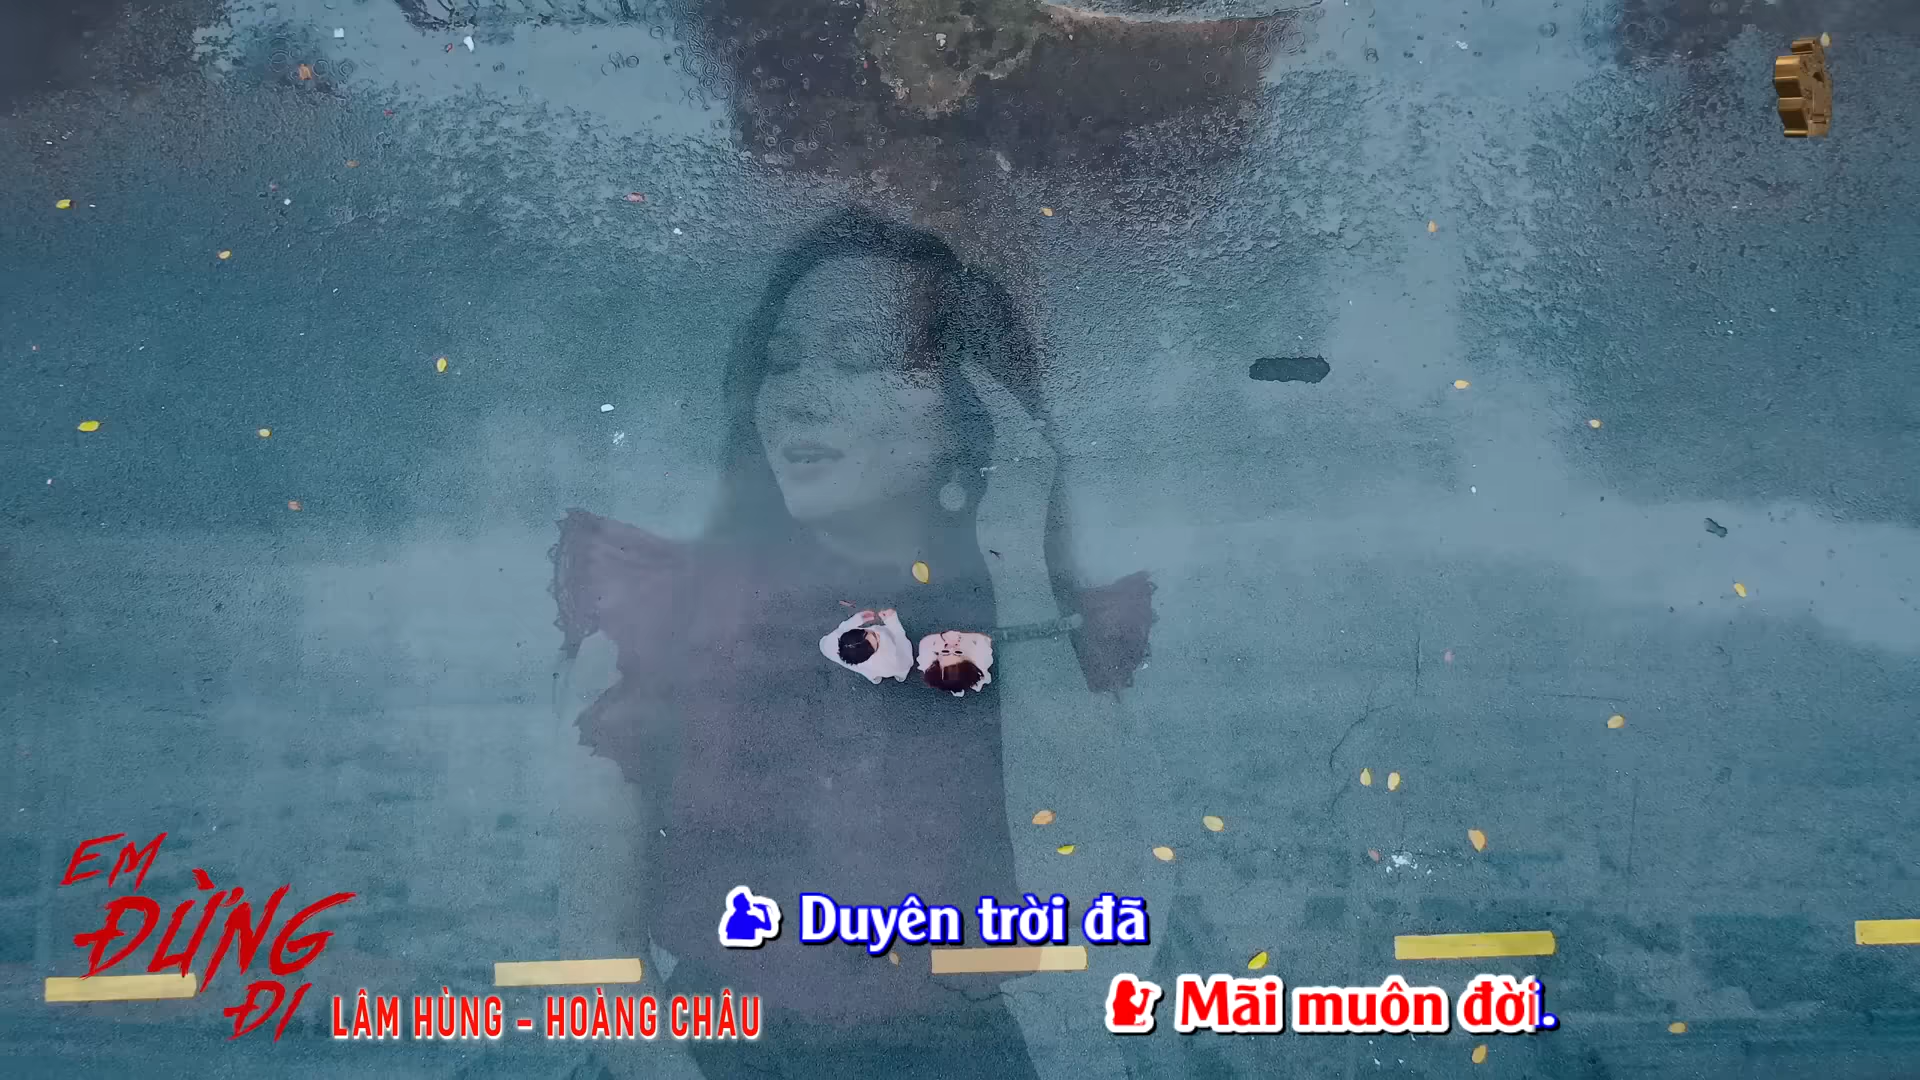 EM
ĐỪNG
ĐI
LÂM HÙNG - HOÀNG CHÂU
Duyên trời đã
Mãi muôn đời.